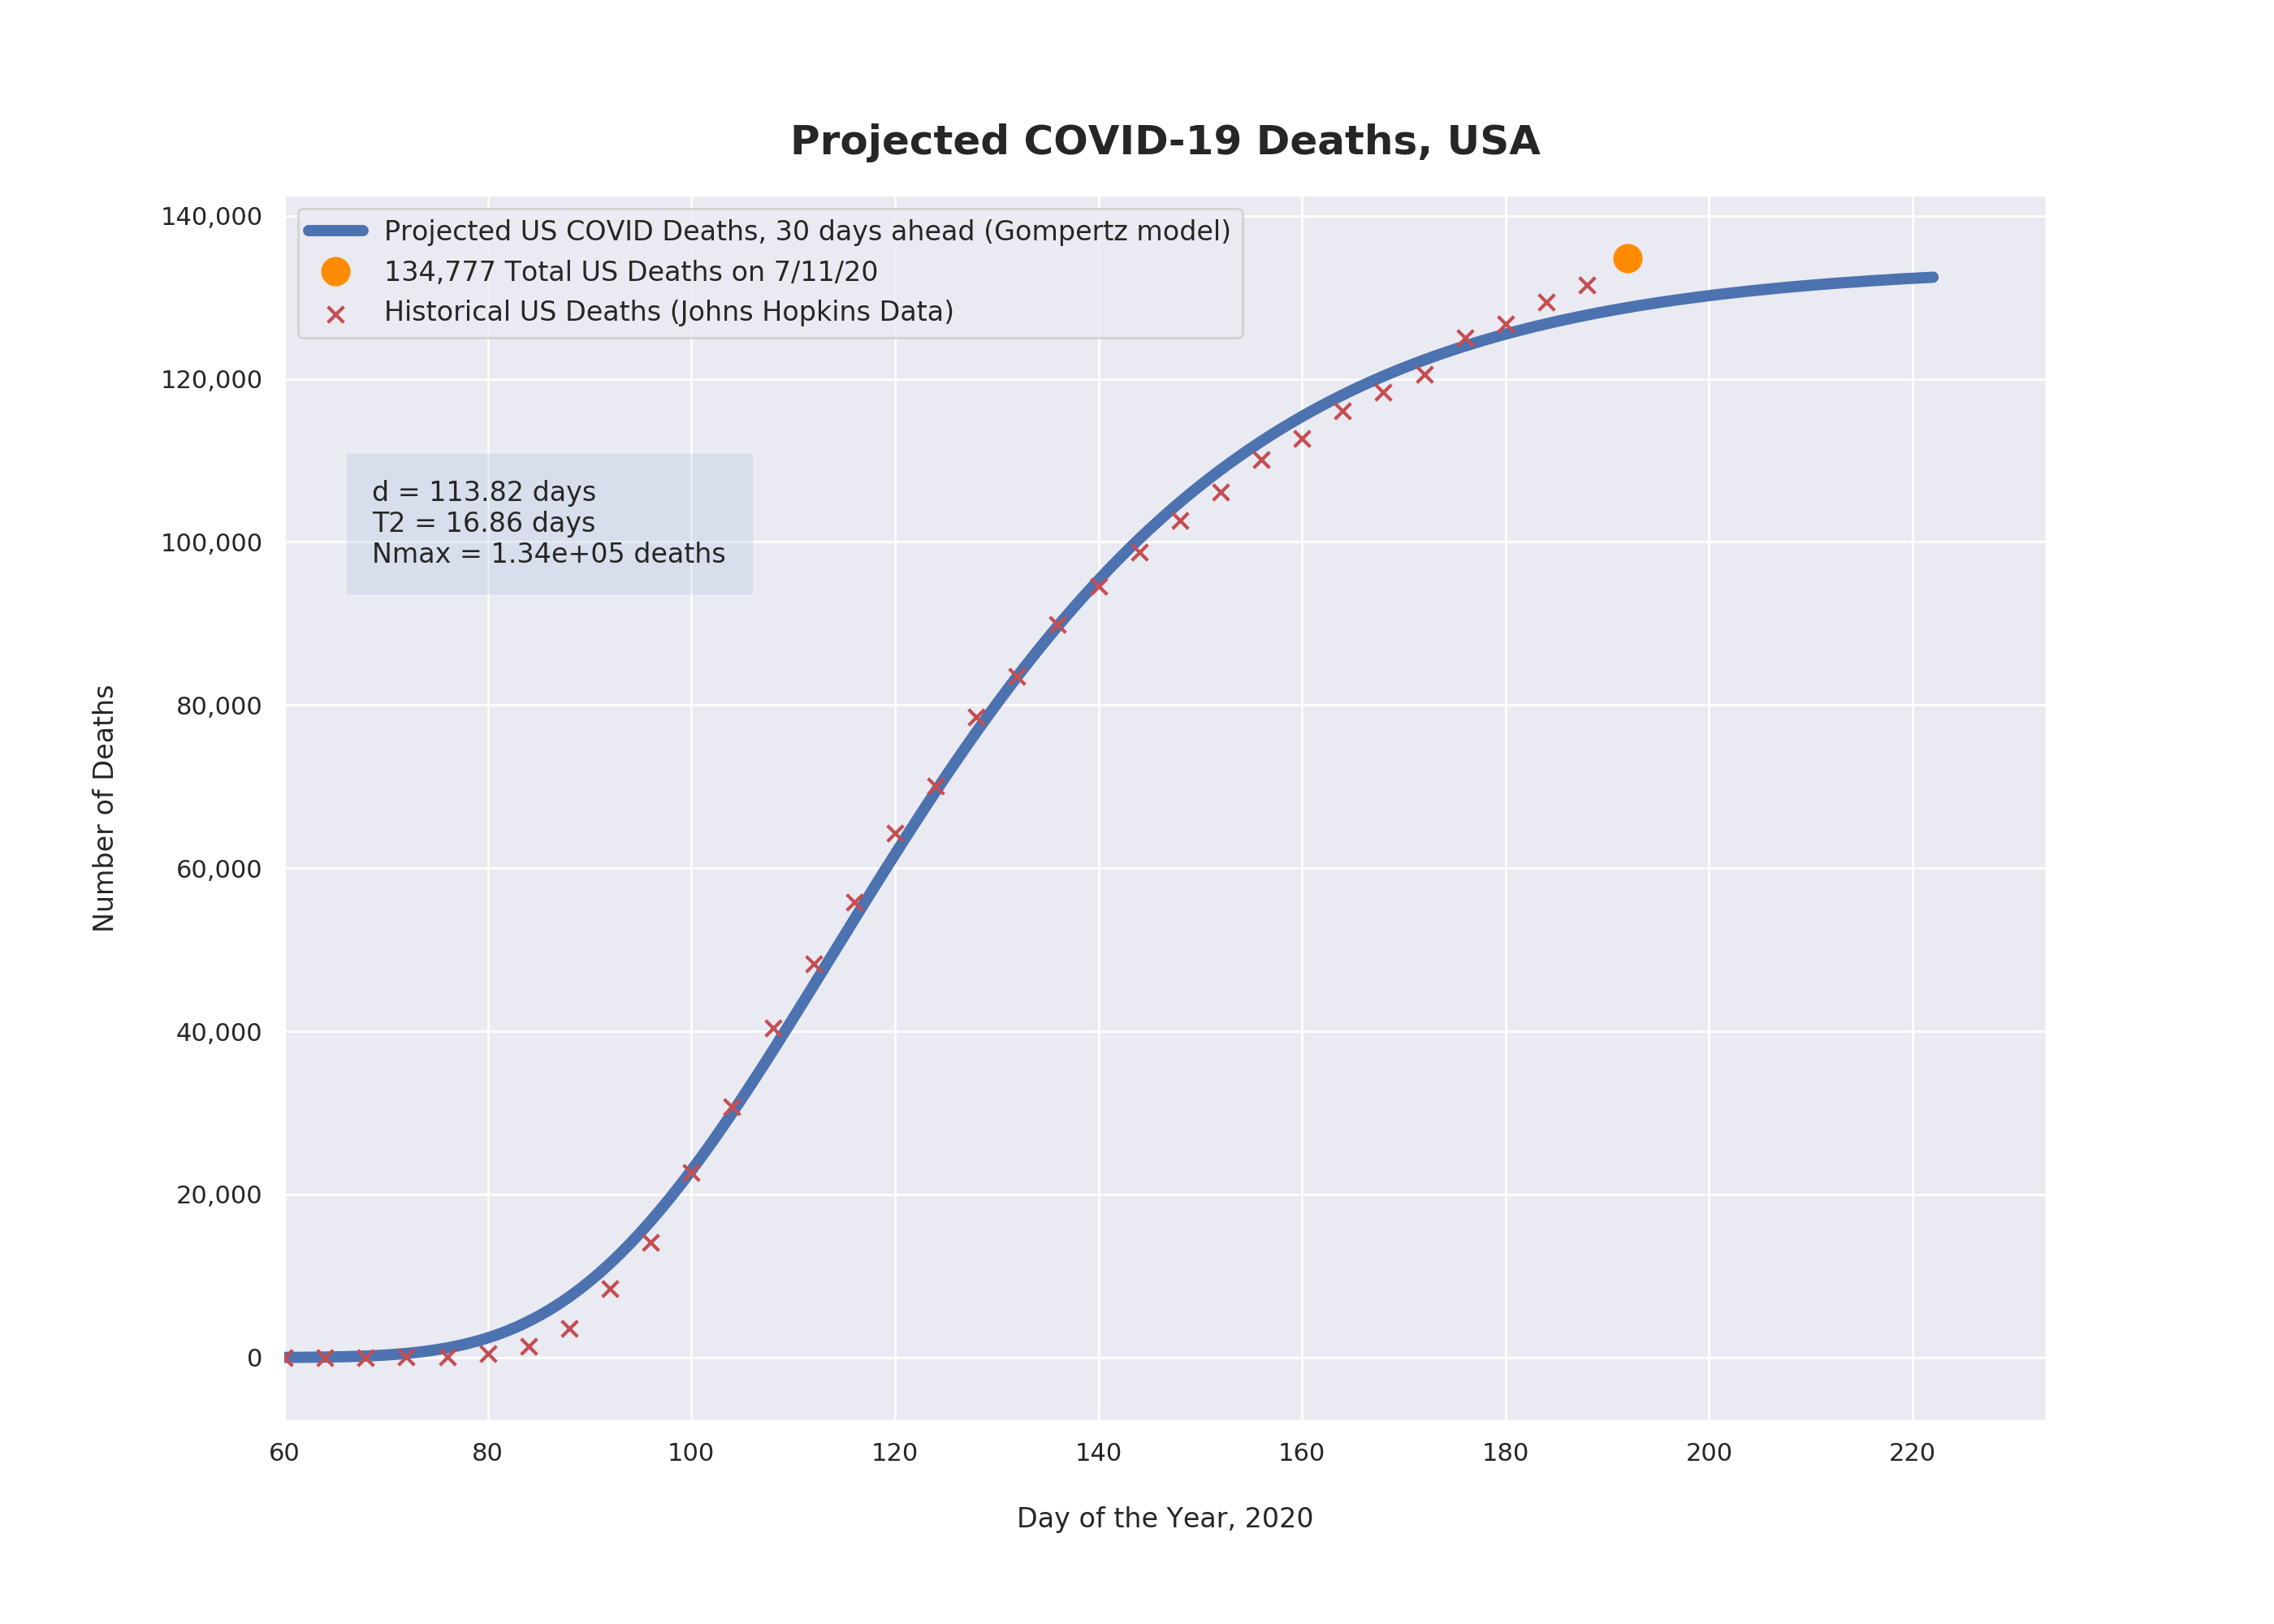 Projected COVID-19 Deaths, USA
Projected US COVID Deaths, 30 days ahead (Gompertz model)
134,777 Total US Deaths on 7/11/20
Historical US Deaths (Johns Hopkins Data)
d = 113.82 days
T2 = 16.86 days
Nmax = 1.34e+05 deaths
Number of Deaths
140,000
120,000
100,000
80,000
60,000
40,000
20,000
0
60 80 100 120 140 160 180 200 220
Day of the Year, 2020